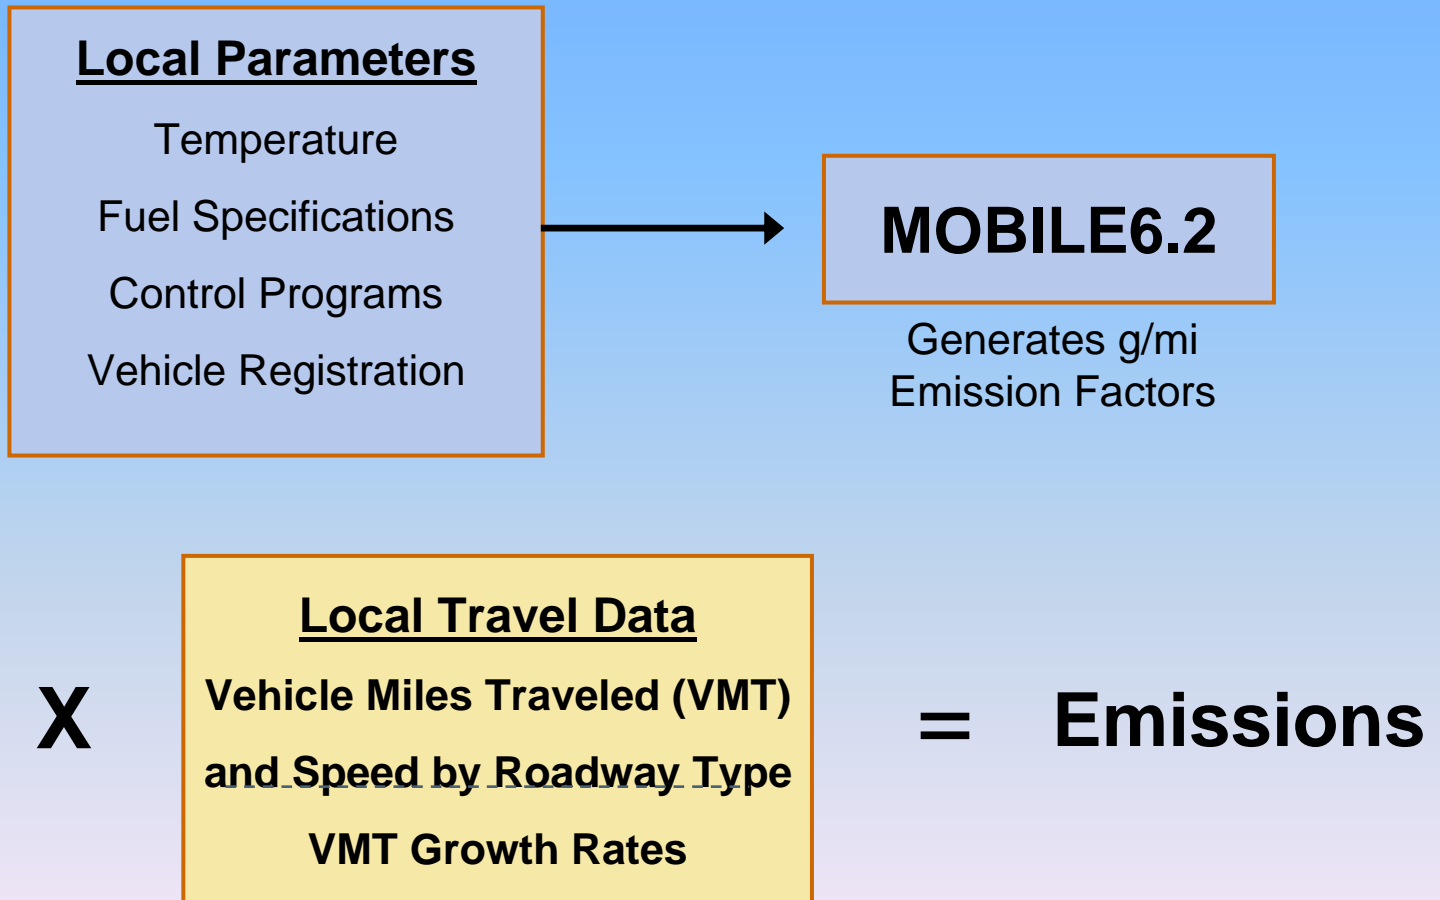 Local Parameters
Temperature
Fuel Specifications
Control Programs
Vehicle Registration
MOBILE6.2
Generates g/mi
Emission Factors
X
Local Travel Data
Vehicle Miles Traveled (VMT)
and Speed by Roadway Type
VMT Growth Rates
=
Emissions